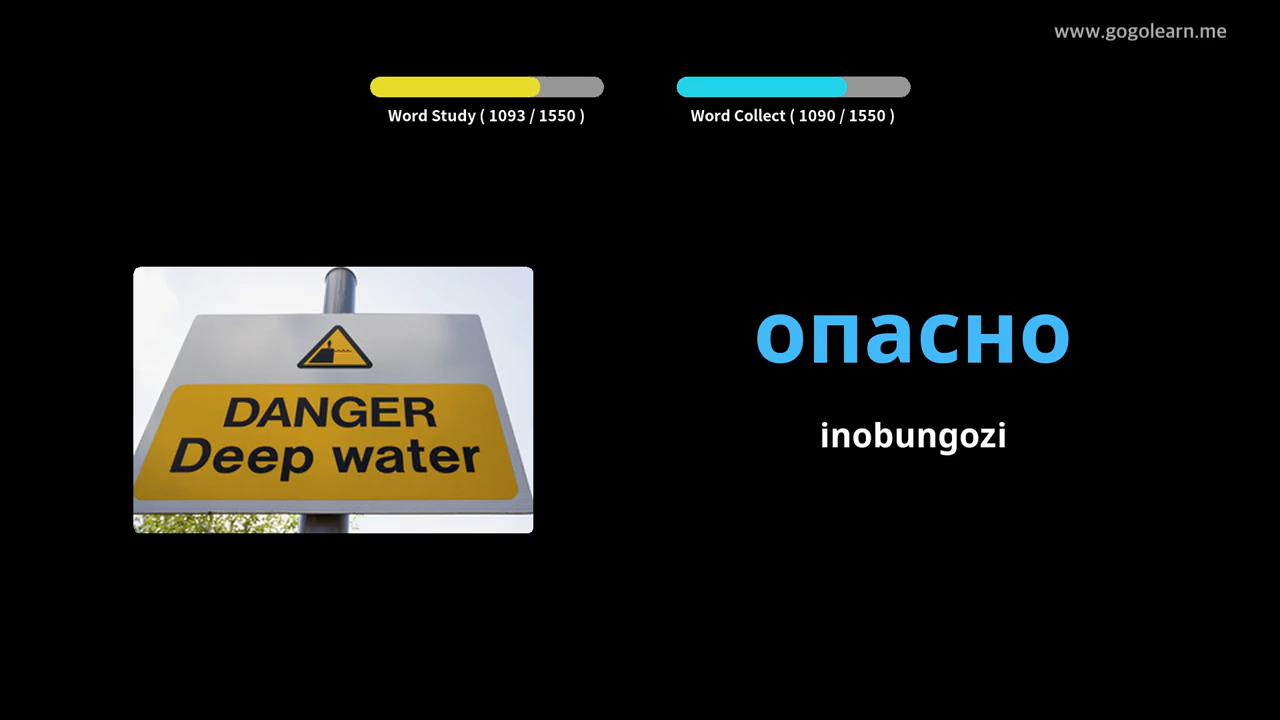 www.gogolearn.me
Word Study ( 1093 / 1550 )
Word Collect ( 1090 / 1550 )
DANGER
Deep water
опасно
inobungozi